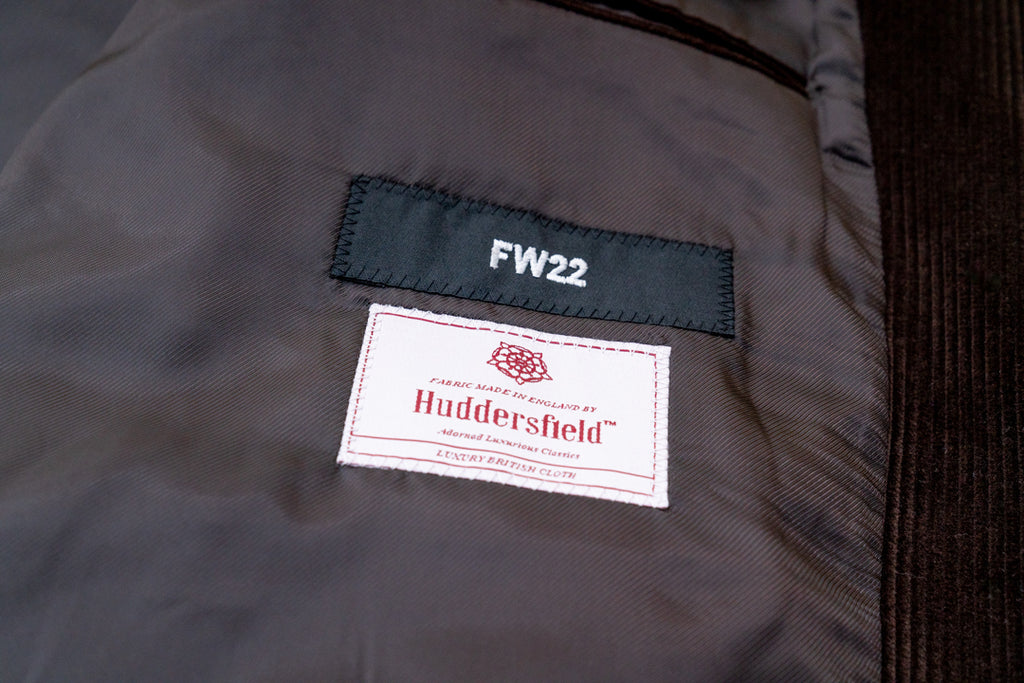 FW22
FABRIC MADE IN ENGLAND BY
Huddersfield™
Adorned Luxurious Classics
LUXURY BRITISH CLOTH